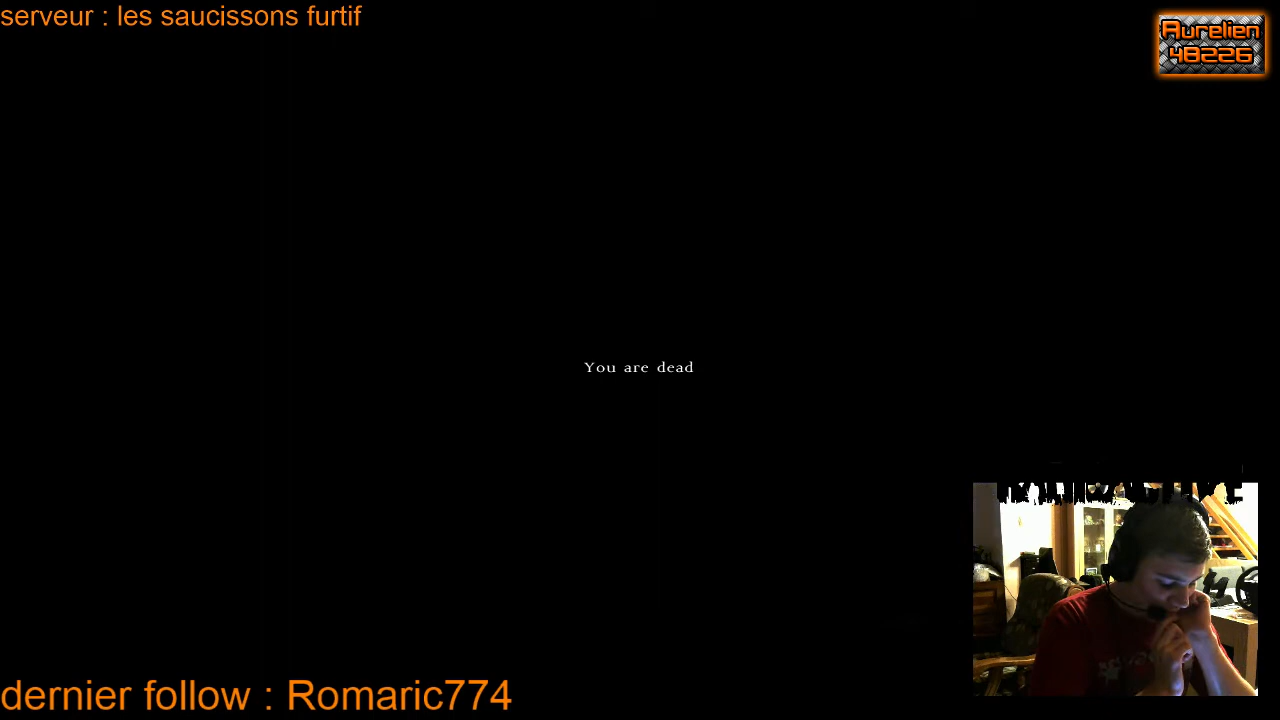 serveur : les saucissons furtif
Aurelien
48226
You are dead
dernier follow : Romaric774